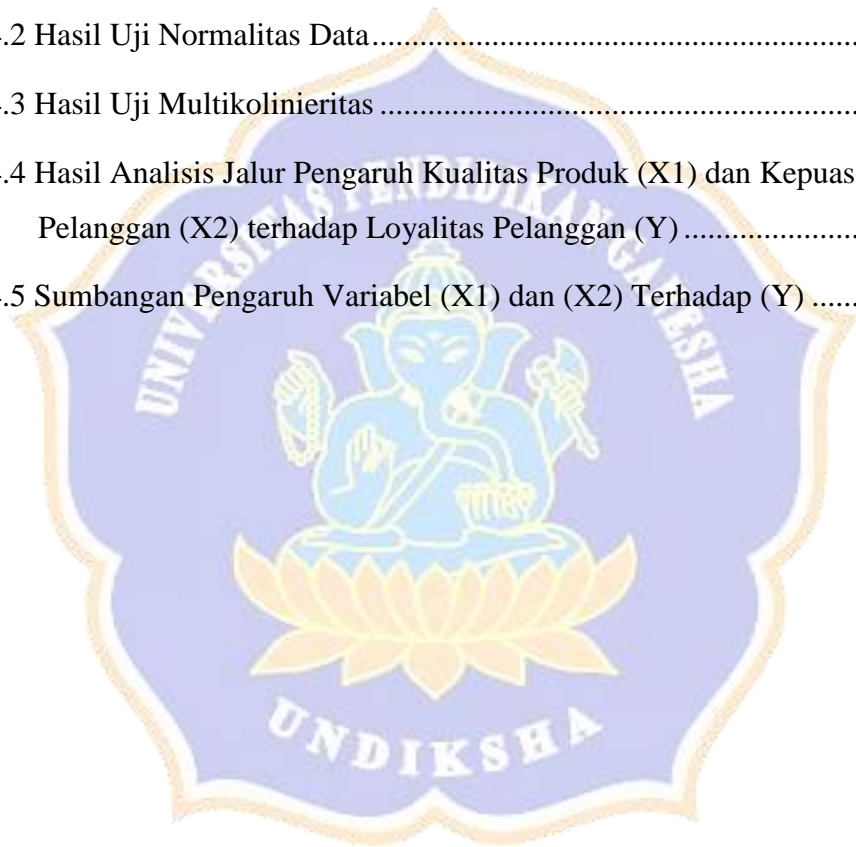 .2 Hasil Uji Normalitas Data................................................................
.3 Hasil Uji Multikolinieritas ...............................................................
.4 Hasil Analisis Jalur Pengaruh Kualitas Produk (X1) dan Kepuas
Pelanggan (X2) terhadap Loyalitas Pelanggan (Y) .......................
.5 Sumbangan Pengaruh Variabel (X1) dan (X2) Terhadap (Y) ......
UNIVERSITAS PENDIDIKAN GANESHA
UNDIKSHA